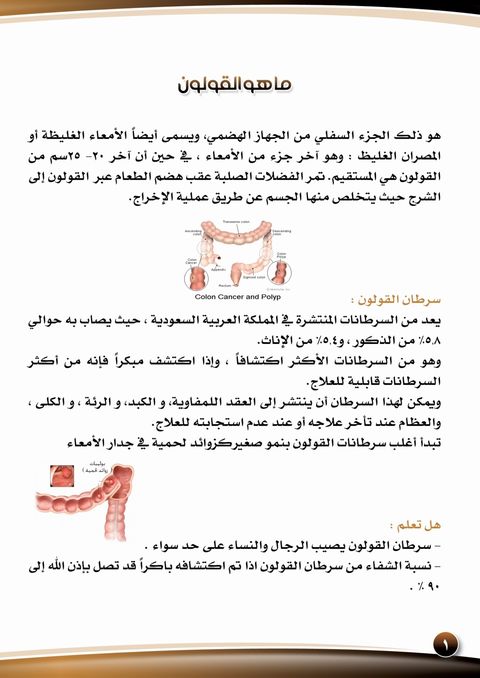 ما هو القولون
هو ذلك الجزء السفلي من الجهاز الهضمي، ويسمى أيضاً الأمعاء الغليظة أو
المصران الغليظ : وهو آخر جزء من الأمعاء ، في حين أن آخر ٢٠- ٢٥سم من
القولون هي المستقيم. تمر الفضلات الصلبة عقب هضم الطعام عبر القولون إلى
الشرج حيث يتخلص منها الجسم عن طريق عملية الإخراج.
Transverse colon
Ascending colon
Descending colon
Colon Cancer
Colon Polyp
Appendix
Sigmoid colon
Rectum
Colon Cancer and Polyp
سرطان القولون :
يعد من السرطانات المنتشرة في المملكة العربية السعودية ، حيث يصاب به حوالي
٥،٨٪ من الذكور ، و٥،٤٪ من الإناث.
وهو من السرطانات الأكثر اكتشافاً ، وإذا اكتشف مبكراً فإنه من أكثر
السرطانات قابلية للعلاج.
ويمكن لهذا السرطان أن ينتشر إلى العقد اللمفاوية، و الكبد، و الرئة ، و الكلى ،
والعظام عند تأخر علاجه أو عند عدم استجابته للعلاج.
تبدأ أغلب سرطانات القولون بنمو صغيركزوائد لحمية في جدار الأمعاء
بوليبات
( زوائد لحمية )
هل تعلم :
- سرطان القولون يصيب الرجال والنساء على حد سواء .
- نسبة الشفاء من سرطان القولون اذا تم اكتشافه باكراً قد تصل بإذن الله إلى
٩٠ ٪ .
١